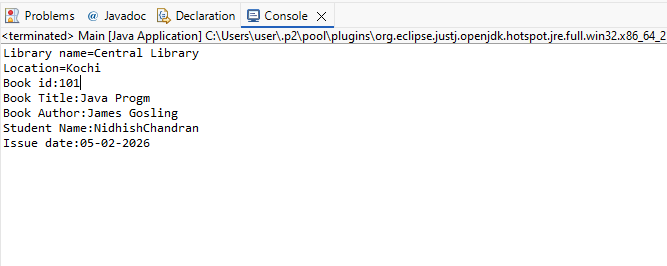 Problems @ Javadoc Declaration Console
<terminated> Main [Java Application] C:\Users\user\.p2\pool\plugins\org.eclipse.justj.openjdk.hotspot.jre.full.win32.x86_64_2
Library name=Central Library
Location=Kochi
Book id:101
Book Title:Java Progm
Book Author:James Gosling
Student Name:NidhishChandran
Issue date:05-02-2026